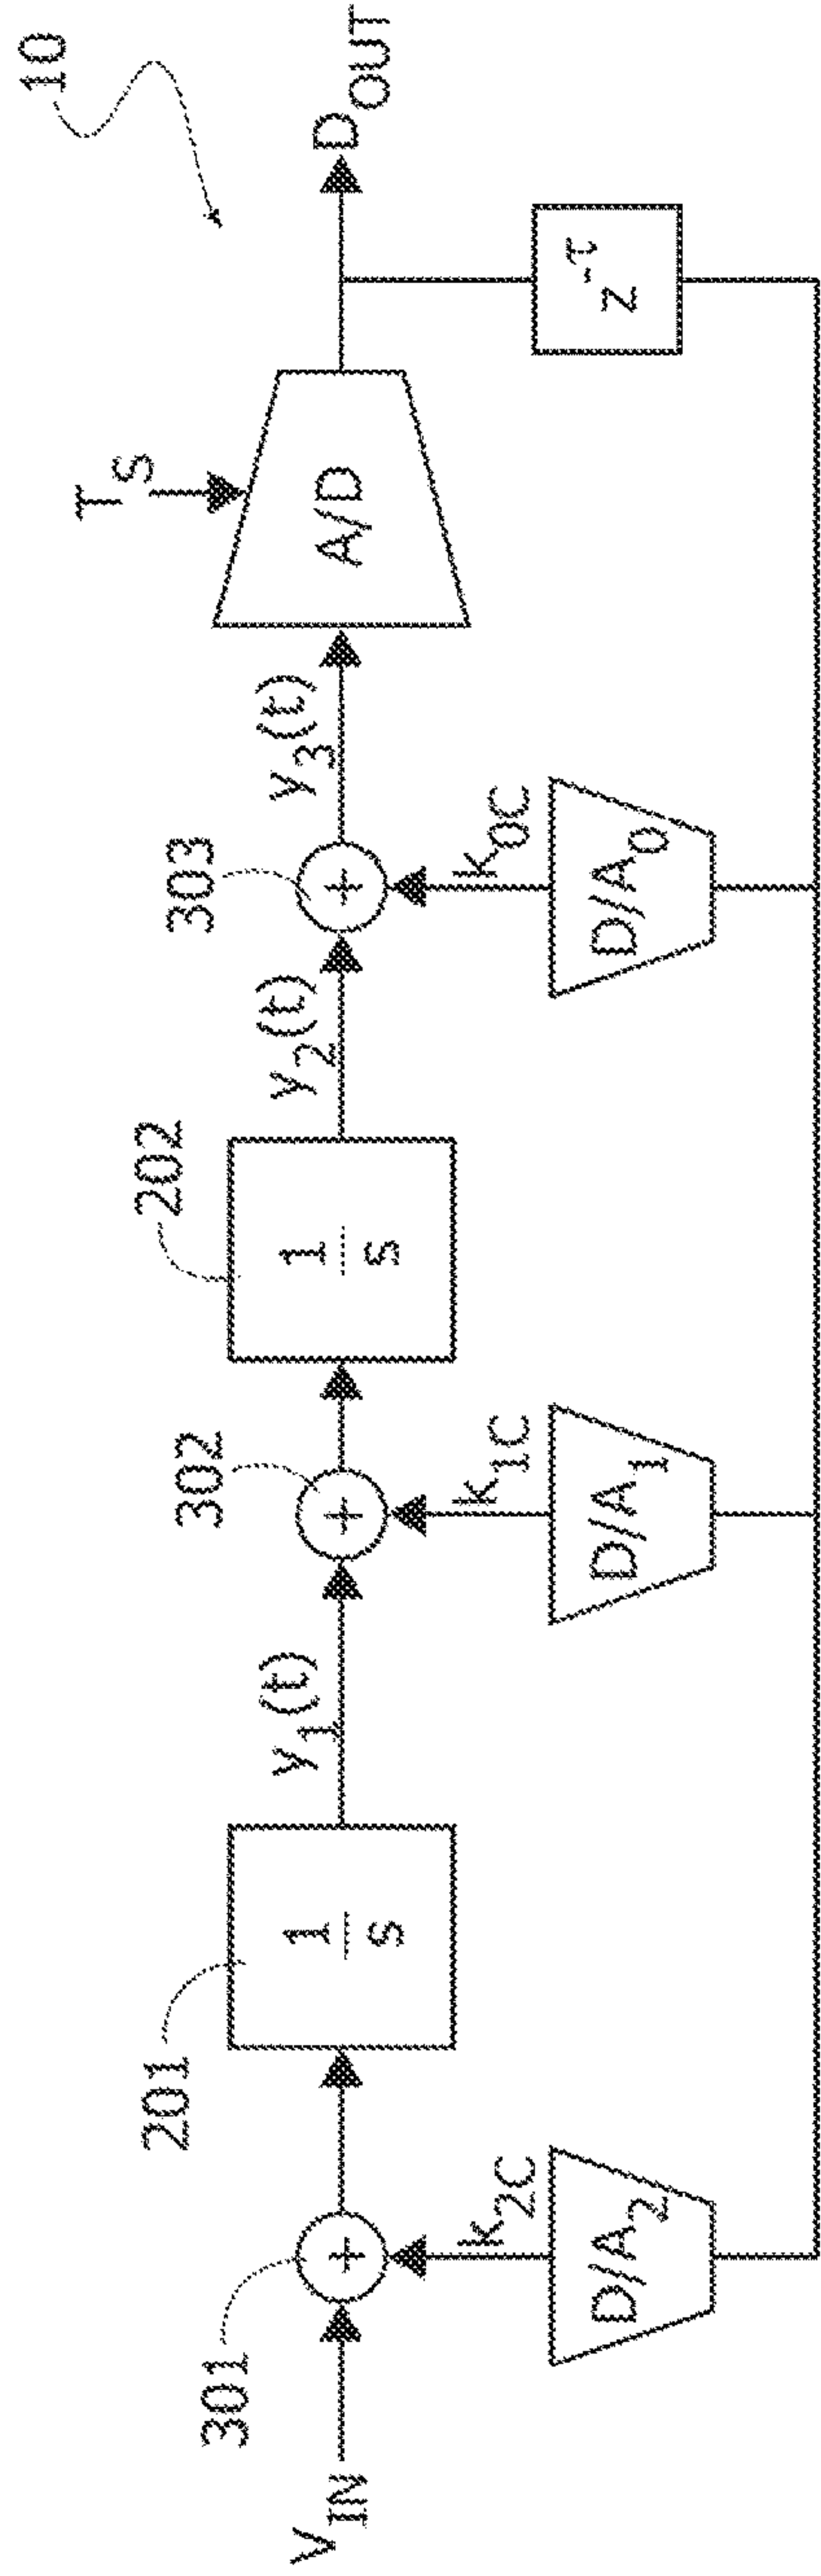 10
V_IN
301
201
1
s
y_1(t)
302
202
1
s
y_2(t)
303
y_3(t)
T_S
A/D
D_OUT
k_2C
D/A_2
k_1C
D/A_1
k_0C
D/A_0
z^-τ